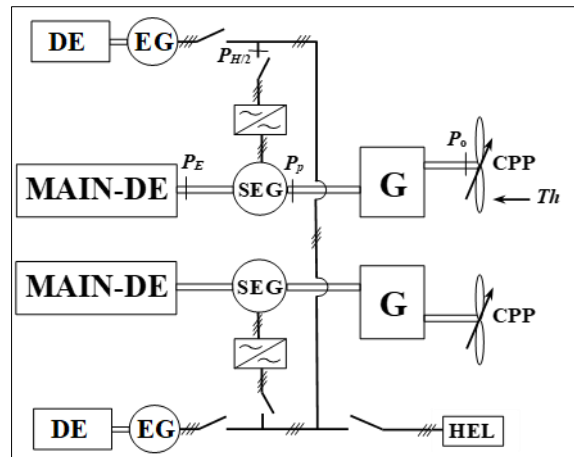 DE EG
P_H/2
P_E P_p P_o
MAIN-DE SEG G CPP
Th
MAIN-DE SEG G CPP
DE EG HEL